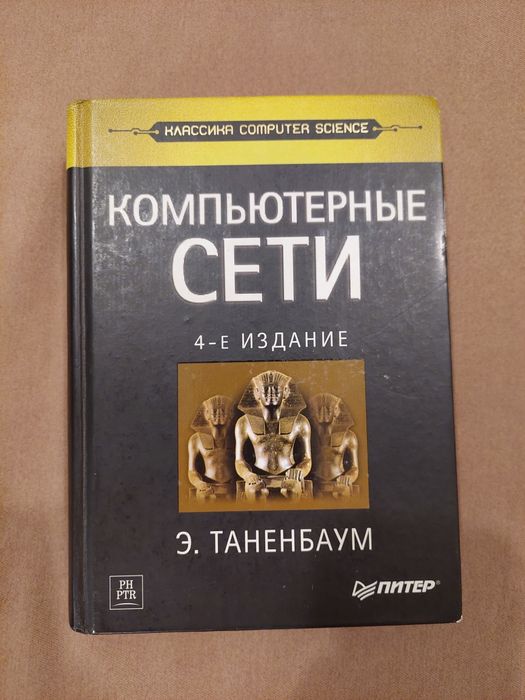 КЛАССИКА COMPUTER SCIENCE
КОМПЬЮТЕРНЫЕ
СЕТИ
4-Е ИЗДАНИЕ
Э. ТАНЕНБАУМ
PH
PTR
ПИТЕР